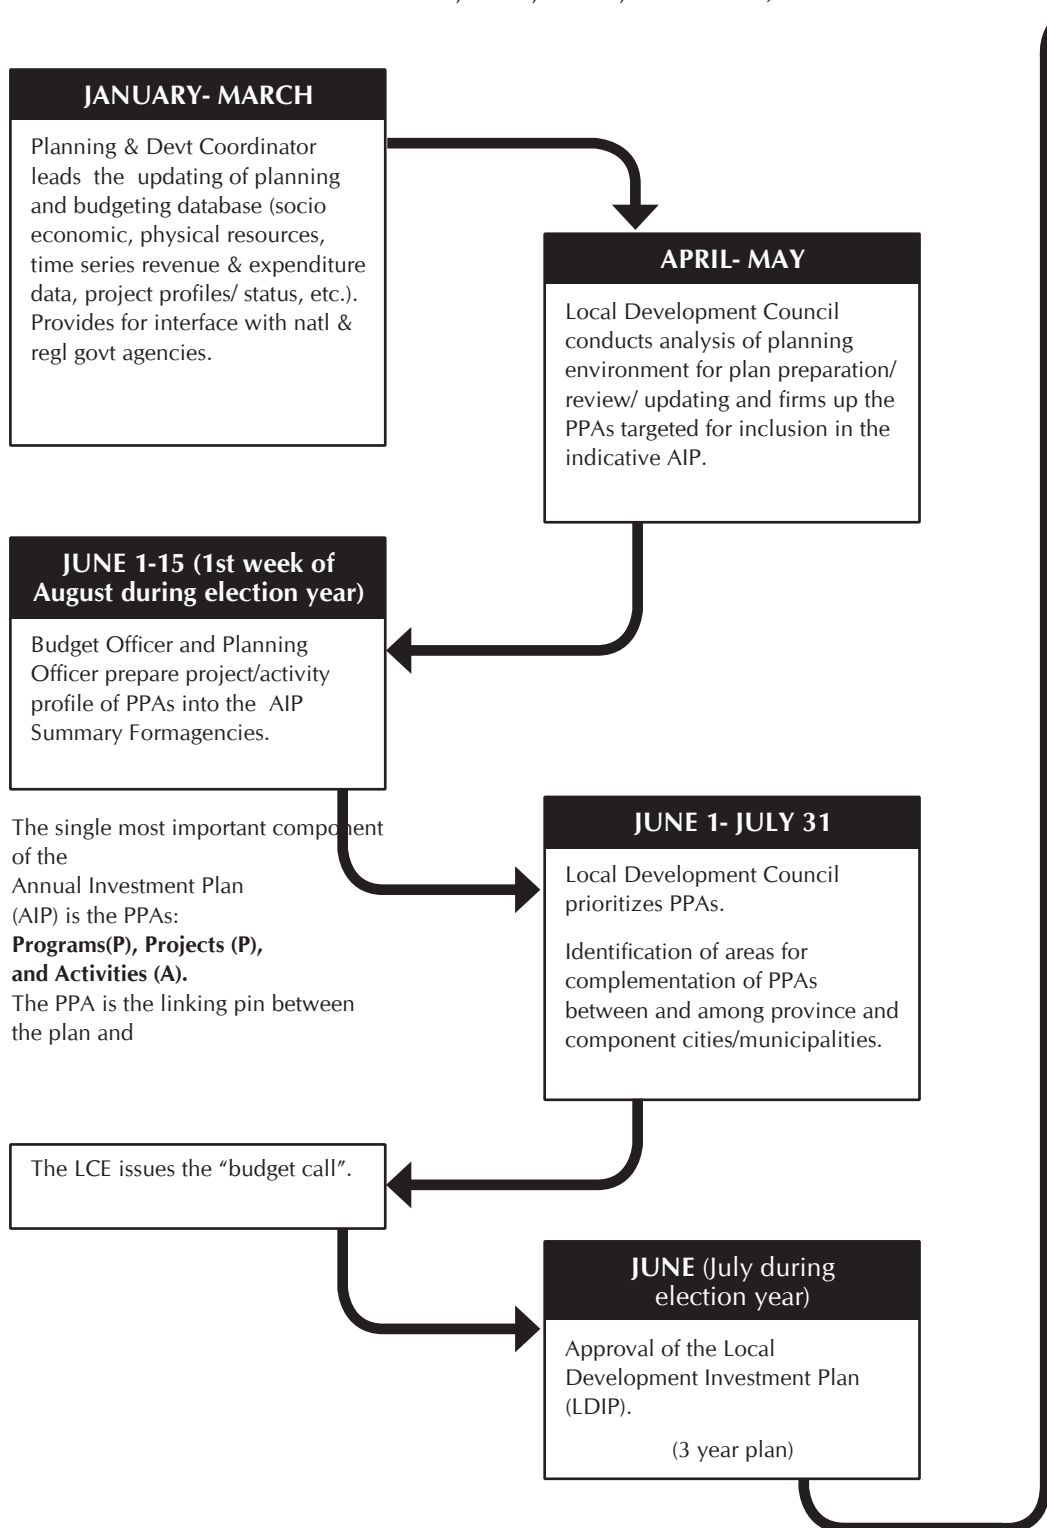 JANUARY- MARCH
Planning & Devt Coordinator
leads the updating of planning
and budgeting database (socio
economic, physical resources,
time series revenue & expenditure
data, project profiles/ status, etc.).
Provides for interface with natl &
regl govt agencies.
APRIL- MAY
Local Development Council
conducts analysis of planning
environment for plan preparation/
review/ updating and firms up the
PPAs targeted for inclusion in the
indicative AIP.
JUNE 1-15 (1st week of
August during election year)
Budget Officer and Planning
Officer prepare project/activity
profile of PPAs into the AIP
Summary Formagencies.
The single most important component
of the
Annual Investment Plan
(AIP) is the PPAs:
Programs(P), Projects (P),
and Activities (A).
The PPA is the linking pin between
the plan and
JUNE 1- JULY 31
Local Development Council
prioritizes PPAs.
Identification of areas for
complementation of PPAs
between and among province and
component cities/municipalities.
The LCE issues the “budget call”.
JUNE (July during
election year)
Approval of the Local
Development Investment Plan
(LDIP).
(3 year plan)